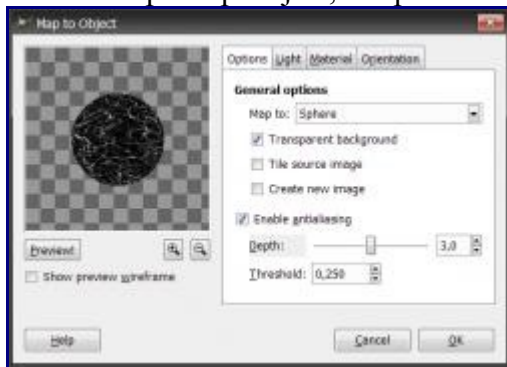 Map to Object
Options Light Material Orientation
General options
Map to: Sphere
Transparent background
Tile source image
Create new image
Enable antialiasing
Depth: 3,0
Threshold: 0,250
Preview!
Show preview wireframe
Help Cancel OK